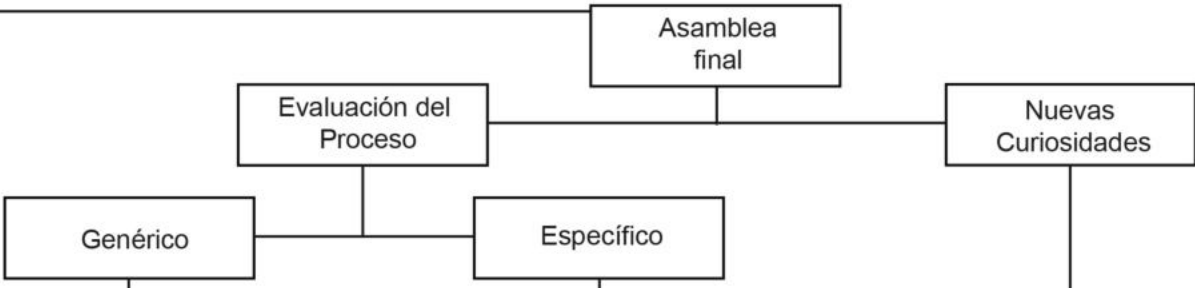 Asamblea
final
Evaluación del
Proceso
Nuevas
Curiosidades
Genérico
Específico